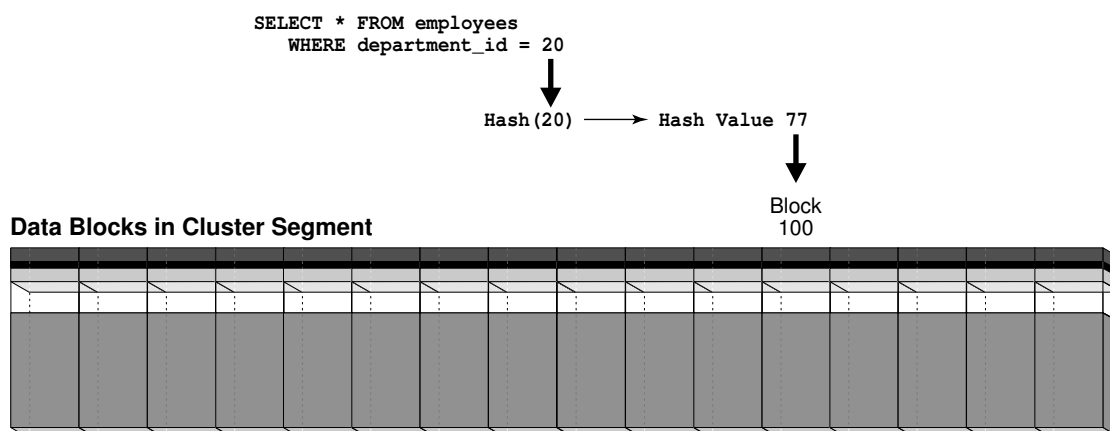 SELECT * FROM employees
WHERE department_id = 20
Hash(20) Hash Value 77
Block
100
Data Blocks in Cluster Segment